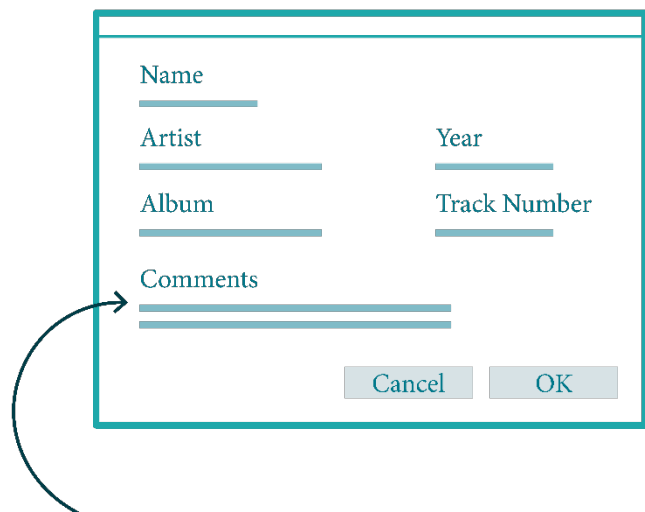 Name
Artist
Year
Album
Track Number
Comments
Cancel
OK